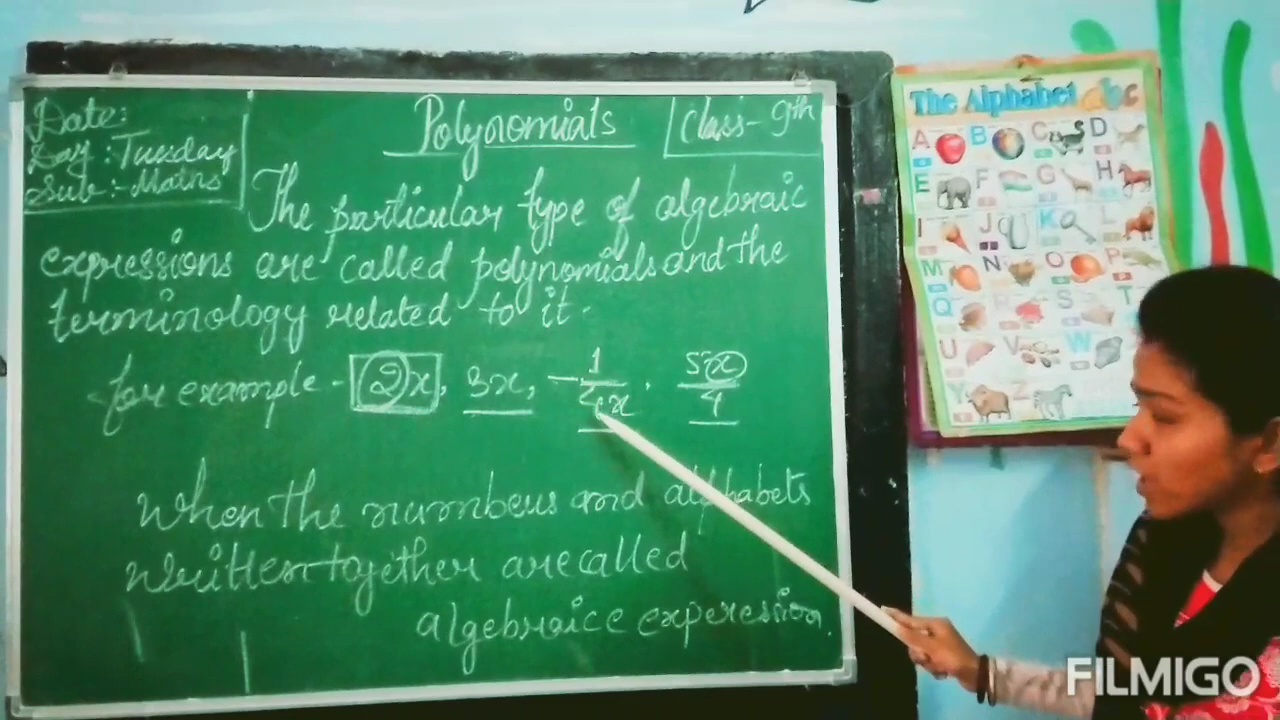 Date:
Day: Tuesday
Sub:- Maths
Polynomials
Class- 9th
The particular type of algebraic
expressions are called polynomials and the
terminology related to it.
for example - 2x, 3x, -1/2x, 5x/4
When the numbers and alphabets
written together are called
algebraice experession.
The Alphabet abc
A B C D
E F G H
I J K L
M N O P
Q R S T
U V W
Y Z
FILMIGO